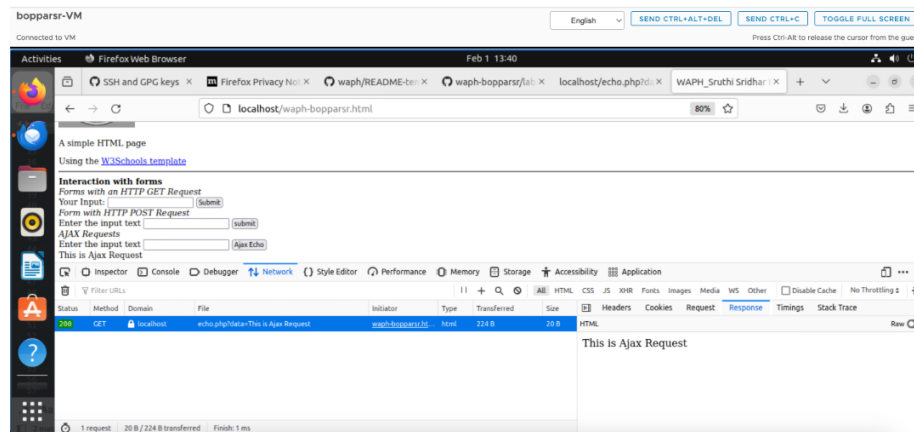 bopparsr-VM
English
SEND CTRL+ALT+DEL
SEND CTRL+C
TOGGLE FULL SCREEN
Connected to VM
Press Ctrl-Alt to release the cursor from the gue
Activities
Firefox Web Browser
Feb 1 13:40
SSH and GPG keys
Firefox Privacy No
waph/README-ten
waph-bopparsr/lab
localhost/echo.php?da
WAPH_Sruthi Sridhar
localhost/waph-bopparsr.html
80%
A simple HTML page
Using the W3Schools template
Interaction with forms
Forms with an HTTP GET Request
Your Input: Submit
Form with HTTP POST Request
Enter the input text submit
AJAX Requests
Enter the input text Ajax Echo
This is Ajax Request
Inspector Console Debugger Network Style Editor Performance Memory Storage Accessibility Application
Filter URLs
All HTML CSS JS XHR Fonts Images Media WS Other Disable Cache No Throttling
Status Method Domain File Initiator Type Transferred Size
Headers Cookies Request Response Timings Stack Trace
200 GET localhost echo.php?data=This is Ajax Request waph-bopparsr.ht... html 224 B 20 B
HTML Raw
This is Ajax Request
1 request 20 B / 224 B transferred Finish: 1 ms